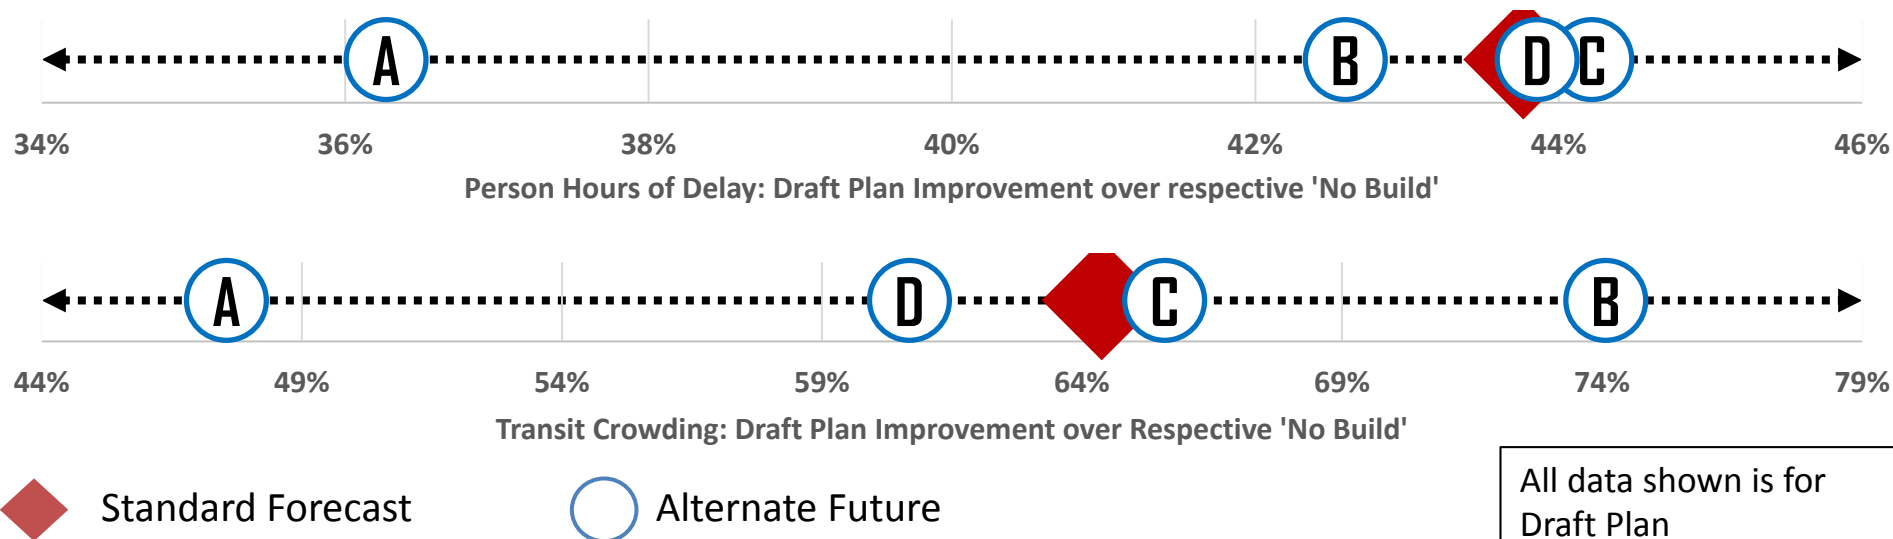 A B D C
34% 36% 38% 40% 42% 44% 46%
Person Hours of Delay: Draft Plan Improvement over respective 'No Build'
A D C B
44% 49% 54% 59% 64% 69% 74% 79%
Transit Crowding: Draft Plan Improvement over Respective 'No Build'
Standard Forecast Alternate Future
All data shown is for
Draft Plan